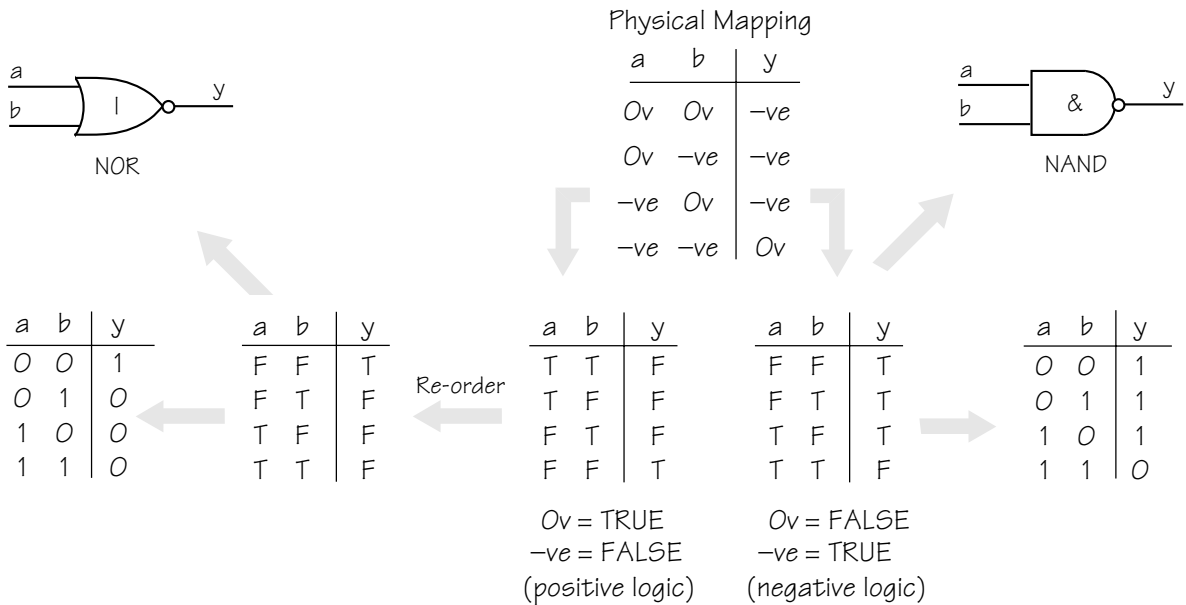 Physical Mapping
a b y
0v 0v –ve
0v –ve –ve
–ve 0v –ve
–ve –ve 0v
a
b
|
y
NOR
a
b
&
y
NAND
a b y
0 0 1
0 1 0
1 0 0
1 1 0
a b y
F F T
F T F
T F F
T T F
Re-order
a b y
T T F
T F F
F T F
F F T
0v = TRUE
–ve = FALSE
(positive logic)
a b y
F F T
F T T
T F T
T T F
0v = FALSE
–ve = TRUE
(negative logic)
a b y
0 0 1
0 1 1
1 0 1
1 1 0